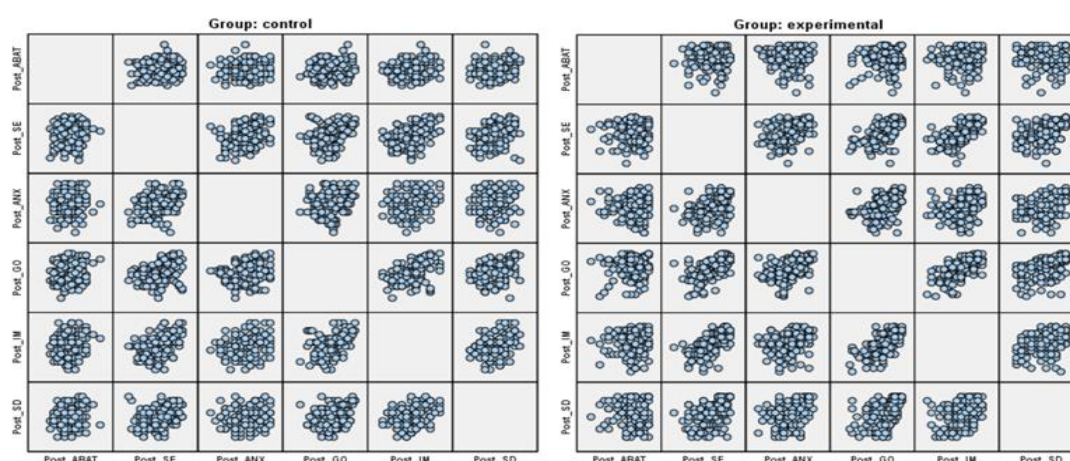 Group: control
Post_ABAT
Post_SE
Post_ANX
Post_GO
Post_IM
Post_SD
Post_ABAT Post_SE Post_ANX Post_GO Post_IM Post_SD
Group: experimental
Post_ABAT
Post_SE
Post_ANX
Post_GO
Post_IM
Post_SD
Post_ABAT Post_SE Post_ANX Post_GO Post_IM Post_SD